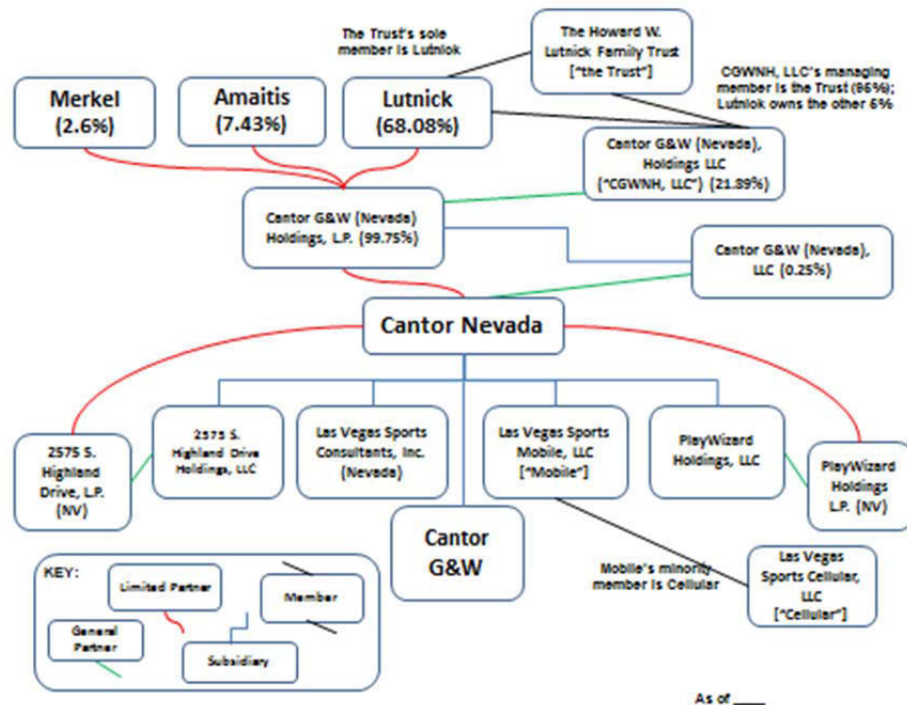 The Trust's sole
member is Lutnick
The Howard W.
Lutnick Family Trust
["the Trust"]
CGWNH, LLC's managing
member is the Trust (95%);
Lutnick owns the other 5%
Merkel
(2.6%)
Amaitis
(7.43%)
Lutnick
(68.08%)
Cantor G&W (Nevada),
Holdings LLC
("CGWNH, LLC") (21.89%)
Cantor G&W (Nevada)
Holdings, L.P. (99.75%)
Cantor G&W (Nevada),
LLC (0.25%)
Cantor Nevada
2575 S.
Highland
Drive, L.P.
(NV)
2575 S.
Highland Drive
Holdings, LLC
Las Vegas Sports
Consultants, Inc.
(Nevada)
Las Vegas Sports
Mobile, LLC
["Mobile"]
PlayWizard
Holdings, LLC
PlayWizard
Holdings
L.P. (NV)
Cantor
G&W
Mobile's minority
member is Cellular
Las Vegas
Sports Cellular,
LLC
["Cellular"]
KEY:
Limited Partner
Member
General
Partner
Subsidiary
As of ____